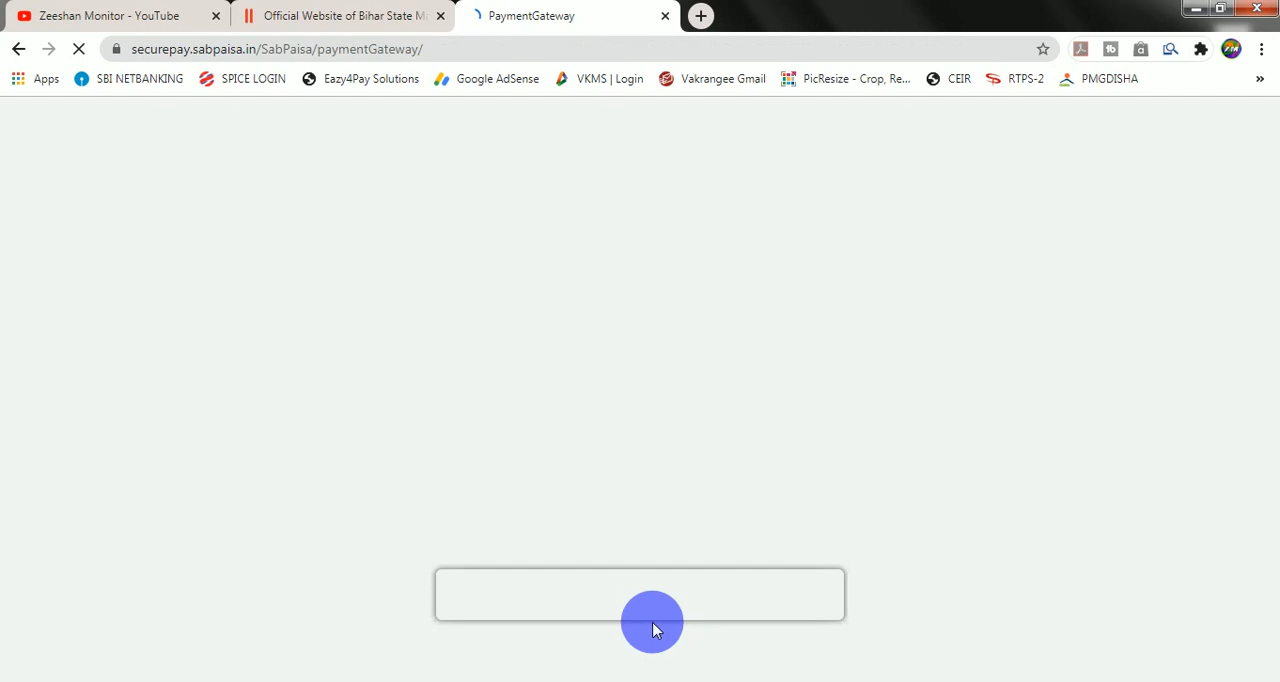 Zeeshan Monitor - YouTube
Official Website of Bihar State M
PaymentGateway
securepay.sabpaisa.in/SabPaisa/paymentGateway/
Apps
SBI NETBANKING
SPICE LOGIN
Eazy4Pay Solutions
Google AdSense
VKMS | Login
Vakrangee Gmail
PicResize - Crop, Re...
CEIR
RTPS-2
PMGDISHA
»